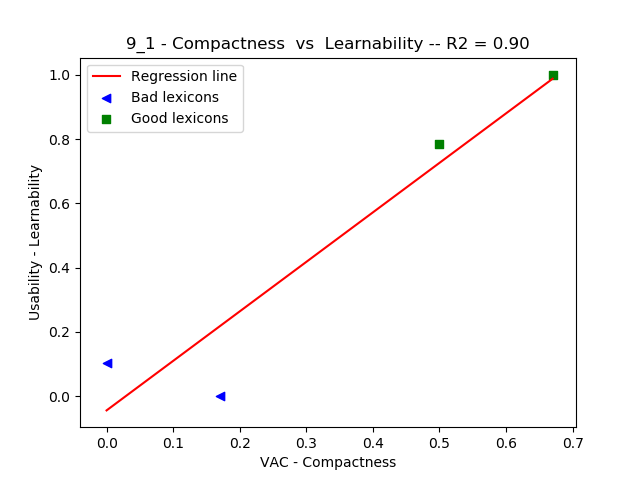 9_1 - Compactness  vs  Learnability -- R2 = 0.90
Regression line
Bad lexicons
Good lexicons
Usability - Learnability
1.0
0.8
0.6
0.4
0.2
0.0
0.0 0.1 0.2 0.3 0.4 0.5 0.6 0.7
VAC - Compactness